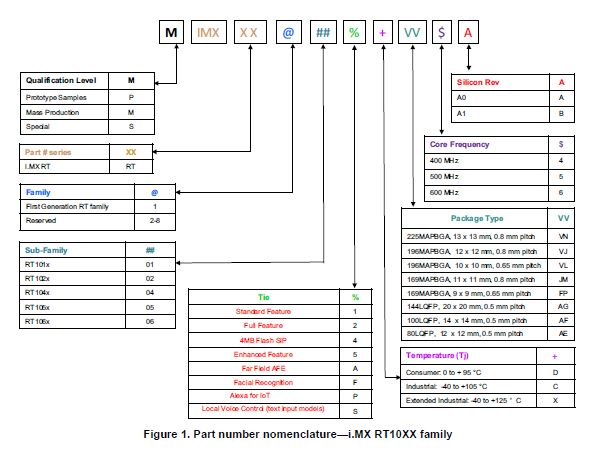 M IMX XX @ ## % + VV $ A
Qualification Level M
Prototype Samples P
Mass Production M
Special S
Part # series XX
i.MX RT RT
Family @
First Generation RT family 1
Reserved 2-8
Sub-Family ##
RT101x 01
RT102x 02
RT104x 04
RT105x 05
RT106x 06
Tie %
Standard Feature 1
Full Feature 2
4MB Flash SIP 4
Enhanced Feature 5
Far Field AFE A
Facial Recognition F
Alexa for IoT P
Local Voice Control (text input models) S
Silicon Rev A
A0 A
A1 B
Core Frequency $
400 MHz 4
500 MHz 5
600 MHz 6
Package Type VV
225MAPBGA, 13 x 13 mm, 0.8 mm pitch VN
196MAPBGA, 12 x 12 mm, 0.8 mm pitch VJ
196MAPBGA, 10 x 10 mm, 0.65 mm pitch VL
169MAPBGA, 11 x 11 mm, 0.8 mm pitch JM
169MAPBGA, 9 x 9 mm, 0.65 mm pitch FP
144LQFP, 20 x 20 mm, 0.5 mm pitch AG
100LQFP, 14 x 14 mm, 0.5 mm pitch AF
80LQFP, 12 x 12 mm, 0.5 mm pitch AE
Temperature (Tj) +
Consumer: 0 to + 95 °C D
Industrial: -40 to +105 °C C
Extended Industrial: -40 to +125 ° C X
Figure 1. Part number nomenclature—i.MX RT10XX family